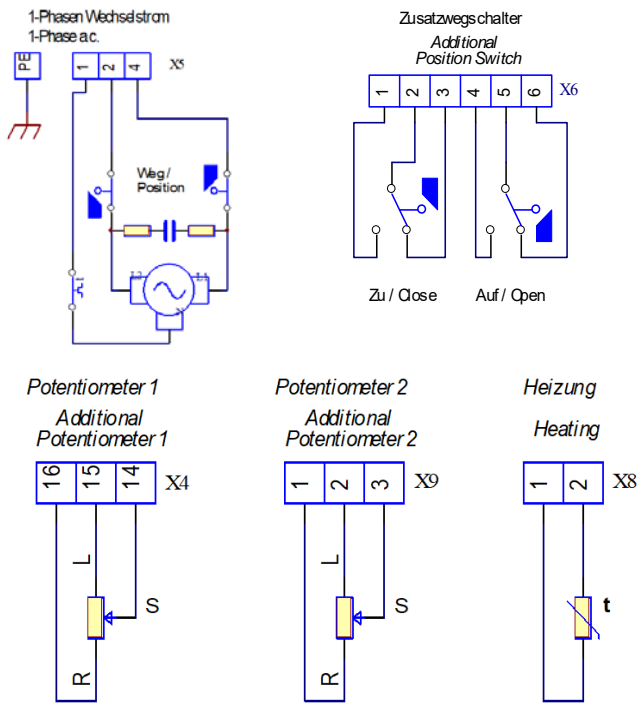 1-Phasen Wechselstrom
1-Phase a.c.
PE
1 2 4 X5
Weg /
Position
L2 L1
Zusatzwegschalter
Additional
Position Switch
1 2 3 4 5 6 X6
Zu / Close
Auf / Open
Potentiometer 1
Additional
Potentiometer 1
16 15 14 X4
L
S
R
Potentiometer 2
Additional
Potentiometer 2
1 2 3 X9
L
S
R
Heizung
Heating
1 2 X8
t